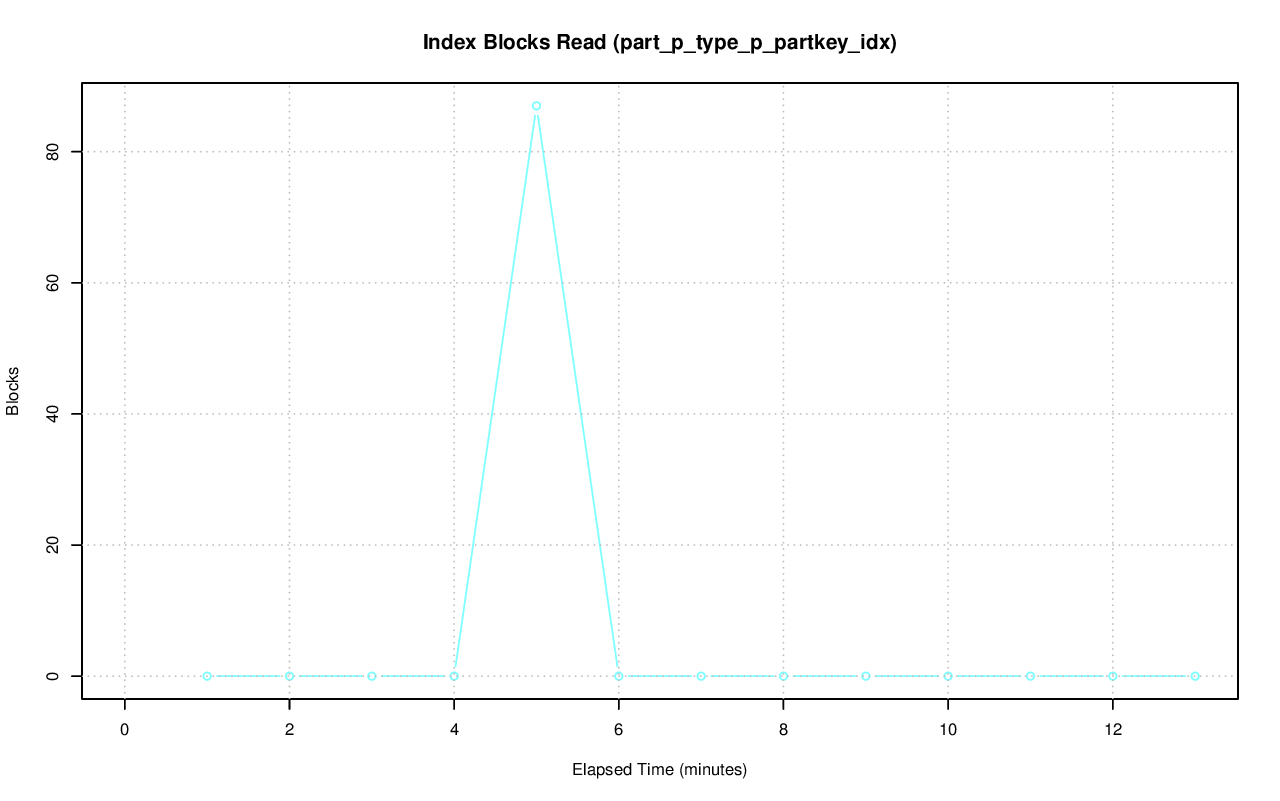 Index Blocks Read (part_p_type_p_partkey_idx)
Blocks
80
60
40
20
0
0 2 4 6 8 10 12
Elapsed Time (minutes)